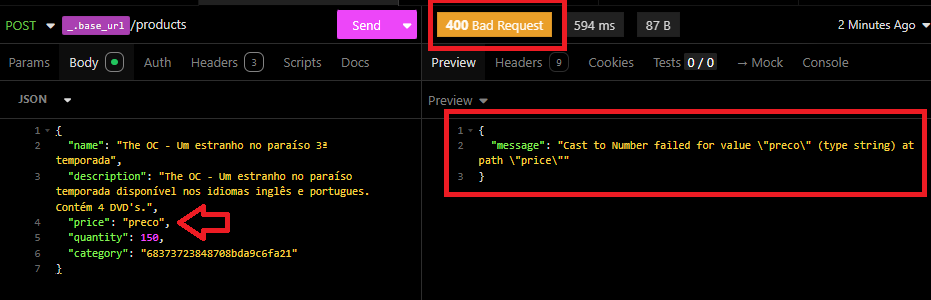 POST _.base_url /products Send 400 Bad Request 594 ms 87 B 2 Minutes Ago
Params Body Auth Headers 3 Scripts Docs Preview Headers 9 Cookies Tests 0 / 0 → Mock Console
JSON Preview
1 {
2 "name": "The OC - Um estranho no paraíso 3ª
temporada",
3 "description": "The OC - Um estranho no paraíso
temporada disponível nos idiomas inglês e portugues.
Contém 4 DVD's.",
4 "price": "preco",
5 "quantity": 150,
6 "category": "68373723848708bda9c6fa21"
7 }
1 {
2 "message": "Cast to Number failed for value \"preco\" (type string) at
path \"price\""
3 }